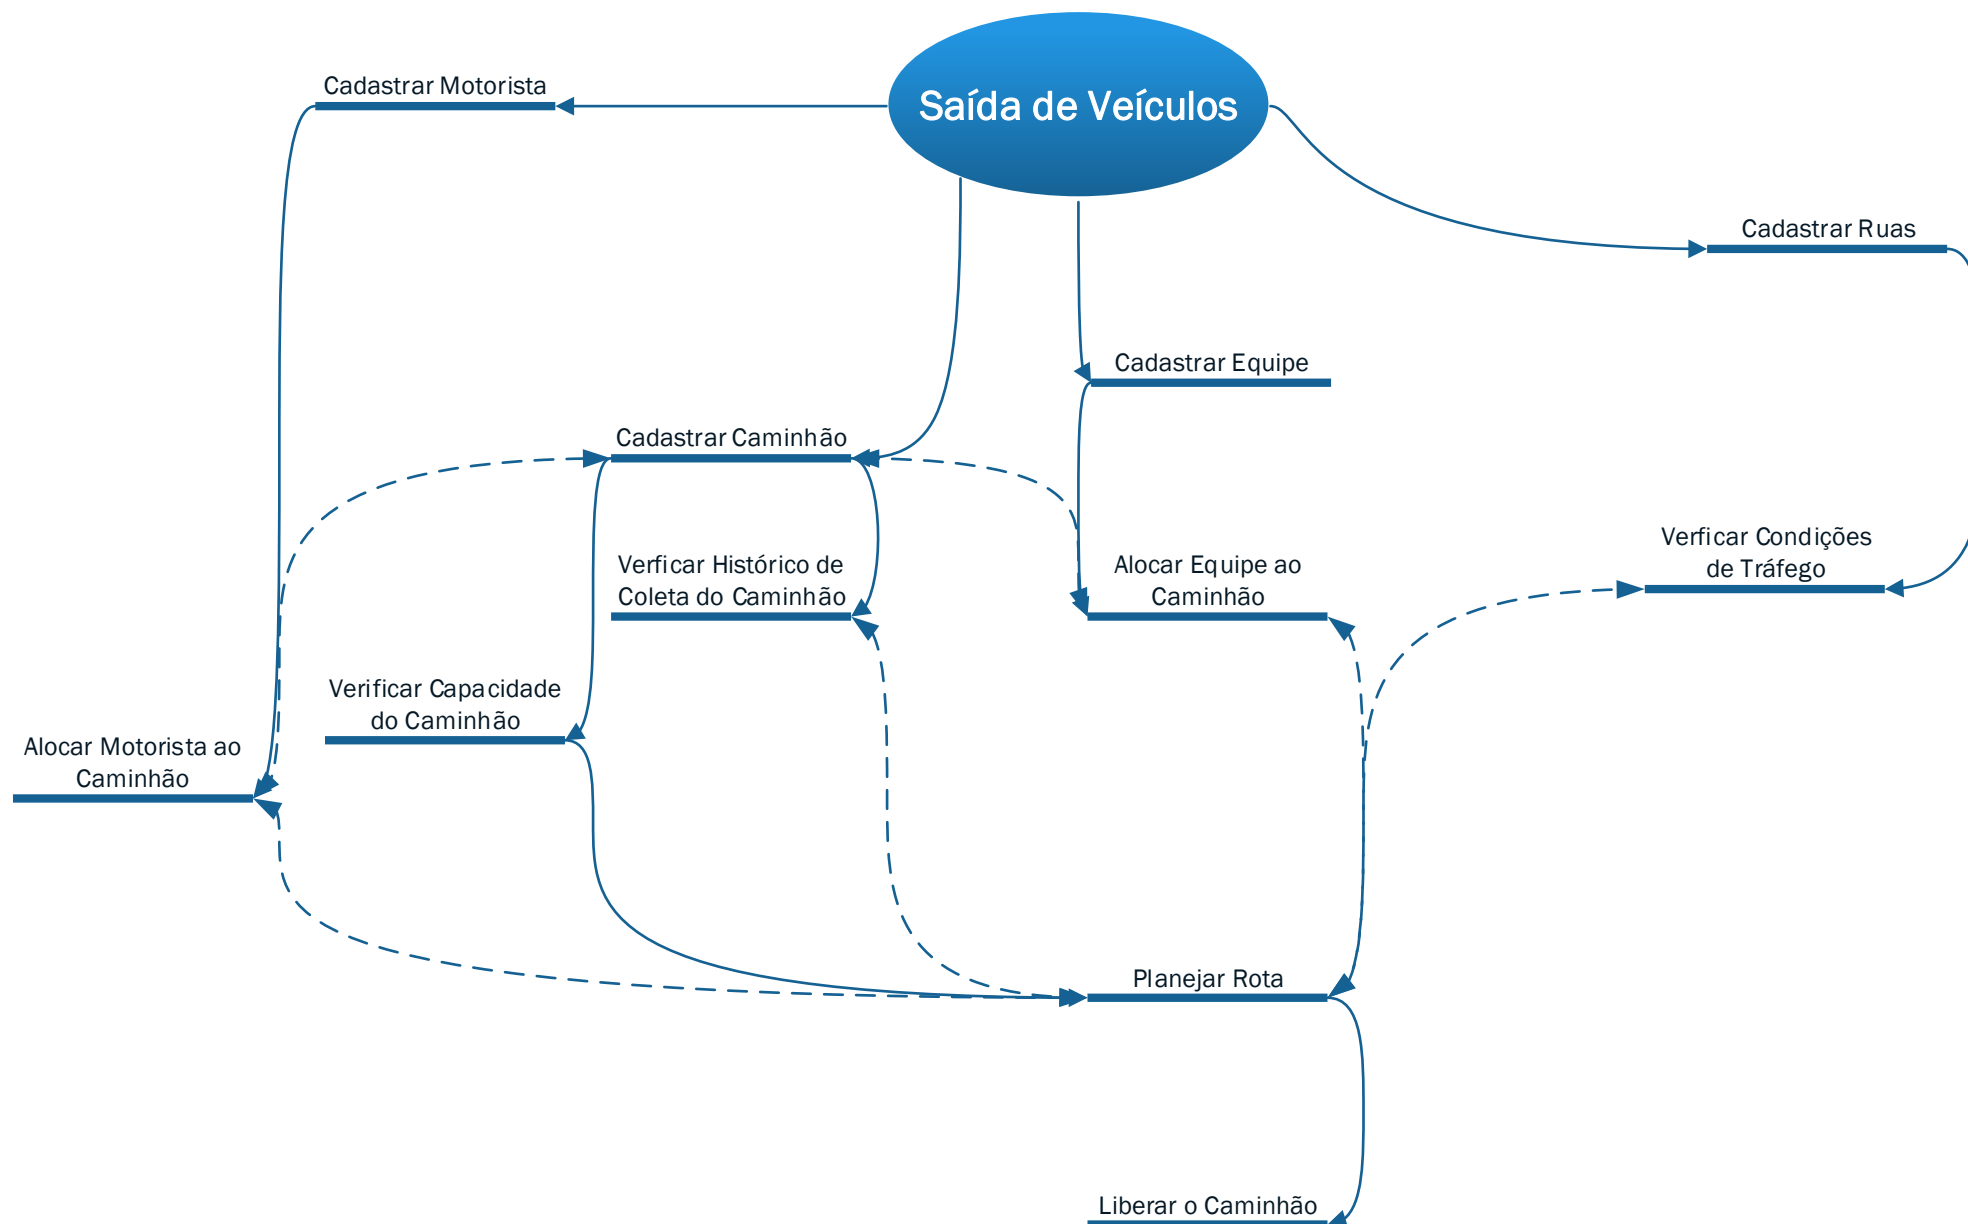 Saída de Veículos
Cadastrar Motorista
Cadastrar Ruas
Cadastrar Equipe
Cadastrar Caminhão
Verficar Histórico de
Coleta do Caminhão
Alocar Equipe ao
Caminhão
Verficar Condições
de Tráfego
Verificar Capacidade
do Caminhão
Alocar Motorista ao
Caminhão
Planejar Rota
Liberar o Caminhão